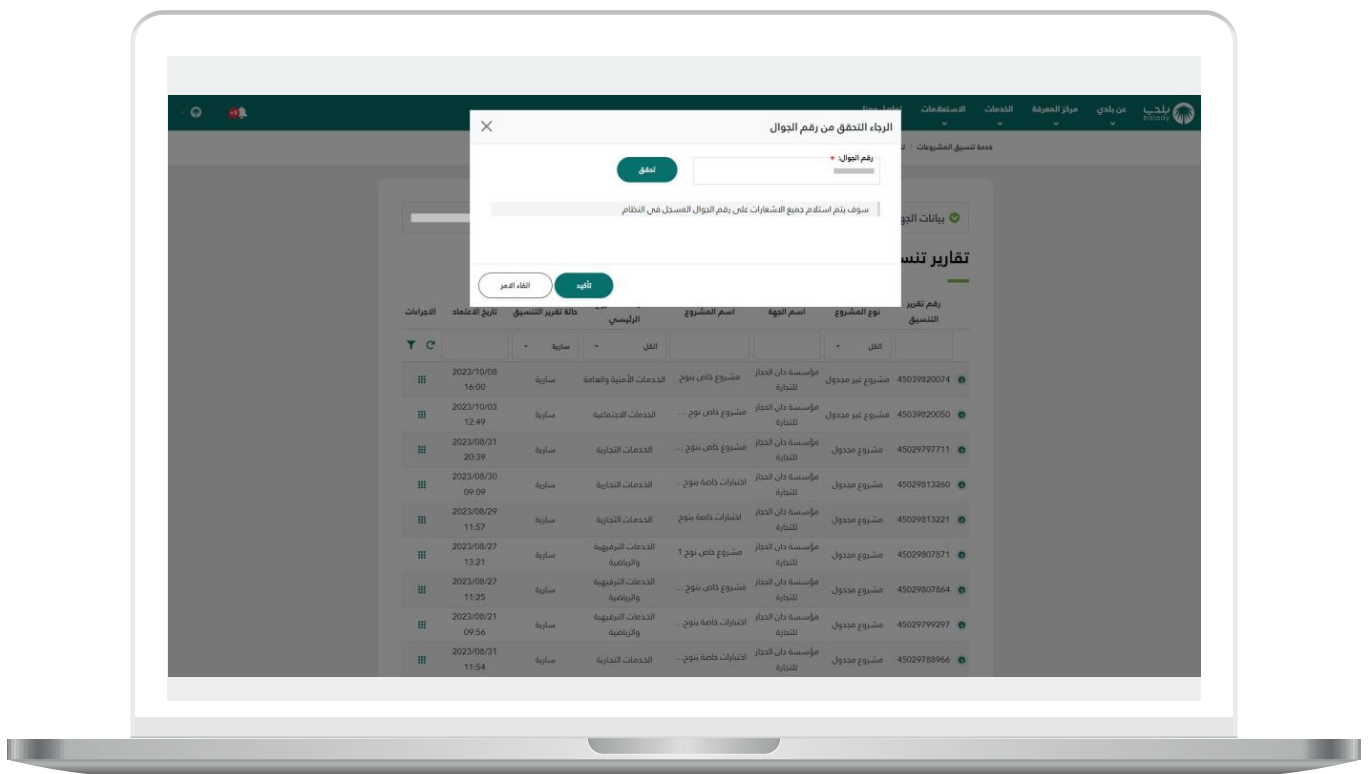 بلدي
balady
عن بلدي
مركز المعرفة
الخدمات
الاستعلامات
تواصل معنا
خدمة تنسيق المشروعات /
الرجاء التحقق من رقم الجوال
رقم الجوال: *
تحقق
سوف يتم استلام جميع الاشعارات على رقم الجوال المسجل في النظام
تأكيد
الغاء الامر
بيانات الجو
تقارير تنس
رقم تقرير التنسيق نوع المشروع اسم الجهة اسم المشروع الرئيسي حالة تقرير التنسيق تاريخ الاعتماد الاجراءات
الكل الكل سارية
45039820074 مشروع غير مجدول مؤسسة دان الحجاز للتجارة مشروع خاص بنوح الخدمات الأمنية والعامة سارية 2023/10/08 16:00
45039820050 مشروع غير مجدول مؤسسة دان الحجاز للتجارة مشروع خاص نوح ... الخدمات الاجتماعية سارية 2023/10/03 12:49
45029797711 مشروع مجدول مؤسسة دان الحجاز للتجارة مشروع خاص بنوح ... الخدمات التجارية سارية 2023/08/31 20:39
45029813260 مشروع مجدول مؤسسة دان الحجاز للتجارة اختبارات خاصة بنوح... الخدمات التجارية سارية 2023/08/30 09:09
45029813221 مشروع مجدول مؤسسة دان الحجاز للتجارة اختبارات خاصة بنوح الخدمات التجارية سارية 2023/08/29 11:57
45029807871 مشروع مجدول مؤسسة دان الحجاز للتجارة مشروع خاص نوح 1 الخدمات الترفيهية والرياضية سارية 2023/08/27 13:21
45029807864 مشروع مجدول مؤسسة دان الحجاز للتجارة مشروع خاص بنوح ... الخدمات الترفيهية والرياضية سارية 2023/08/27 11:25
45029799297 مشروع مجدول مؤسسة دان الحجاز للتجارة اختبارات خاصة بنوح... الخدمات الترفيهية والرياضية سارية 2023/08/21 09:56
45029788966 مشروع مجدول مؤسسة دان الحجاز للتجارة اختبارات خاصة بنوح... الخدمات التجارية سارية 2023/08/31 11:54